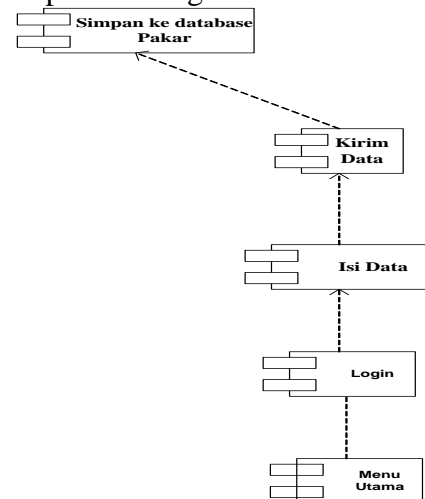 Simpan ke database
Pakar
Kirim
Data
Isi Data
Login
Menu
Utama